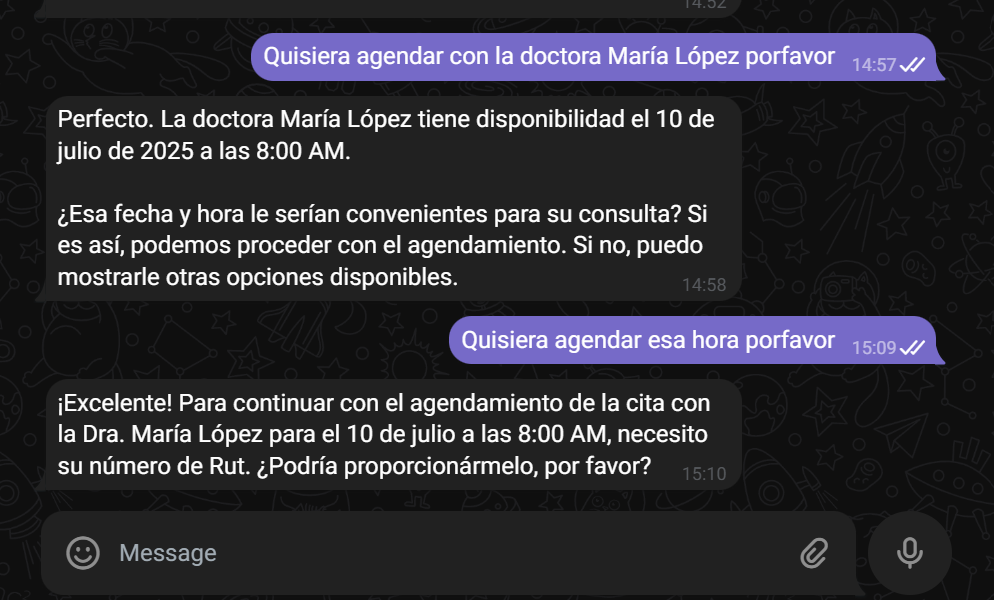 14:52
Quisiera agendar con la doctora María López porfavor 14:57
Perfecto. La doctora María López tiene disponibilidad el 10 de
julio de 2025 a las 8:00 AM.
¿Esa fecha y hora le serían convenientes para su consulta? Si
es así, podemos proceder con el agendamiento. Si no, puedo
mostrarle otras opciones disponibles. 14:58
Quisiera agendar esa hora porfavor 15:09
¡Excelente! Para continuar con el agendamiento de la cita con
la Dra. María López para el 10 de julio a las 8:00 AM, necesito
su número de Rut. ¿Podría proporcionármelo, por favor? 15:10
Message